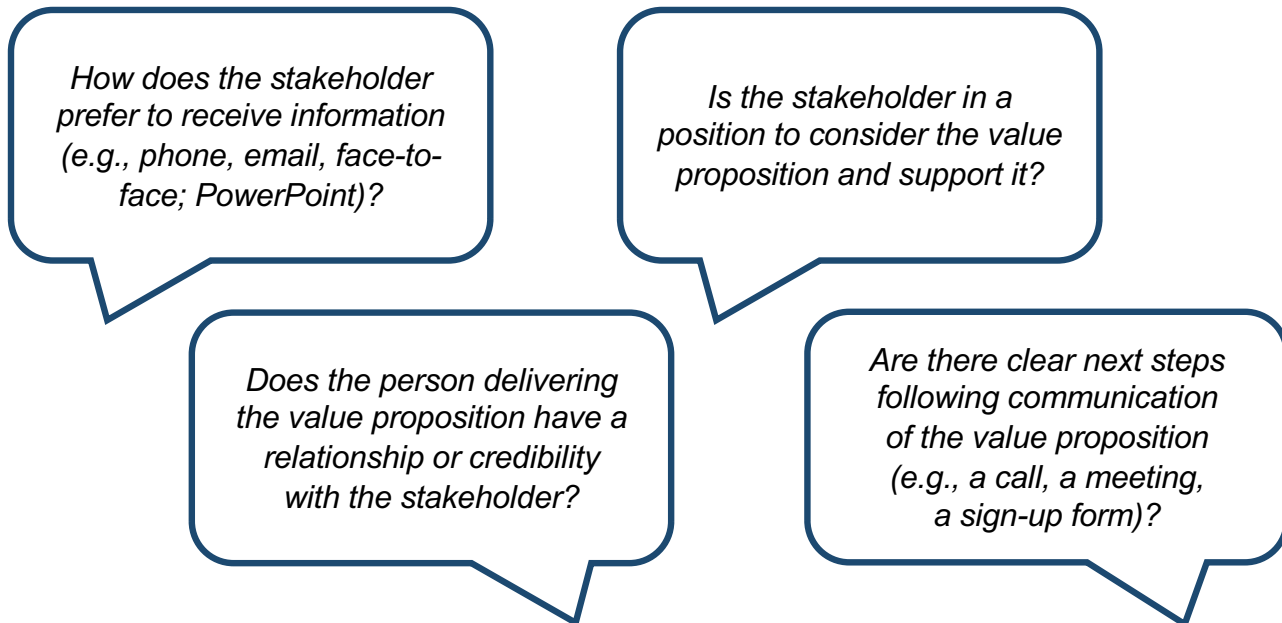 How does the stakeholder
prefer to receive information
(e.g., phone, email, face-to-
face; PowerPoint)?
Is the stakeholder in a
position to consider the value
proposition and support it?
Does the person delivering
the value proposition have a
relationship or credibility
with the stakeholder?
Are there clear next steps
following communication
of the value proposition
(e.g., a call, a meeting,
a sign-up form)?